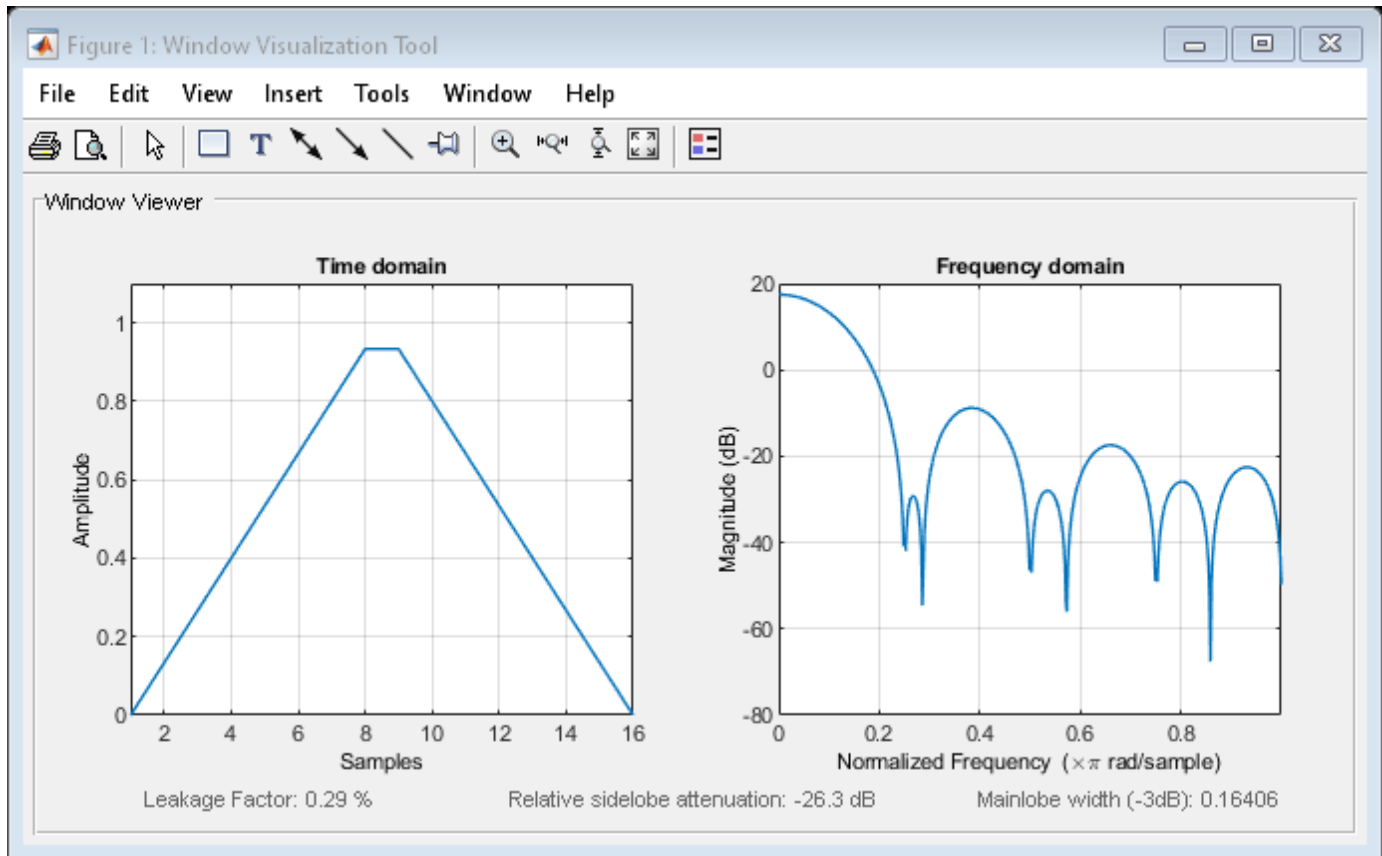 Figure 1: Window Visualization Tool
File Edit View Insert Tools Window Help
T
Window Viewer
Time domain
1
0.8
0.6
0.4
0.2
0
Amplitude
2 4 6 8 10 12 14 16
Samples
Frequency domain
20
0
-20
-40
-60
-80
Magnitude (dB)
0 0.2 0.4 0.6 0.8
Normalized Frequency (×π rad/sample)
Leakage Factor: 0.29 % Relative sidelobe attenuation: -26.3 dB Mainlobe width (-3dB): 0.16406